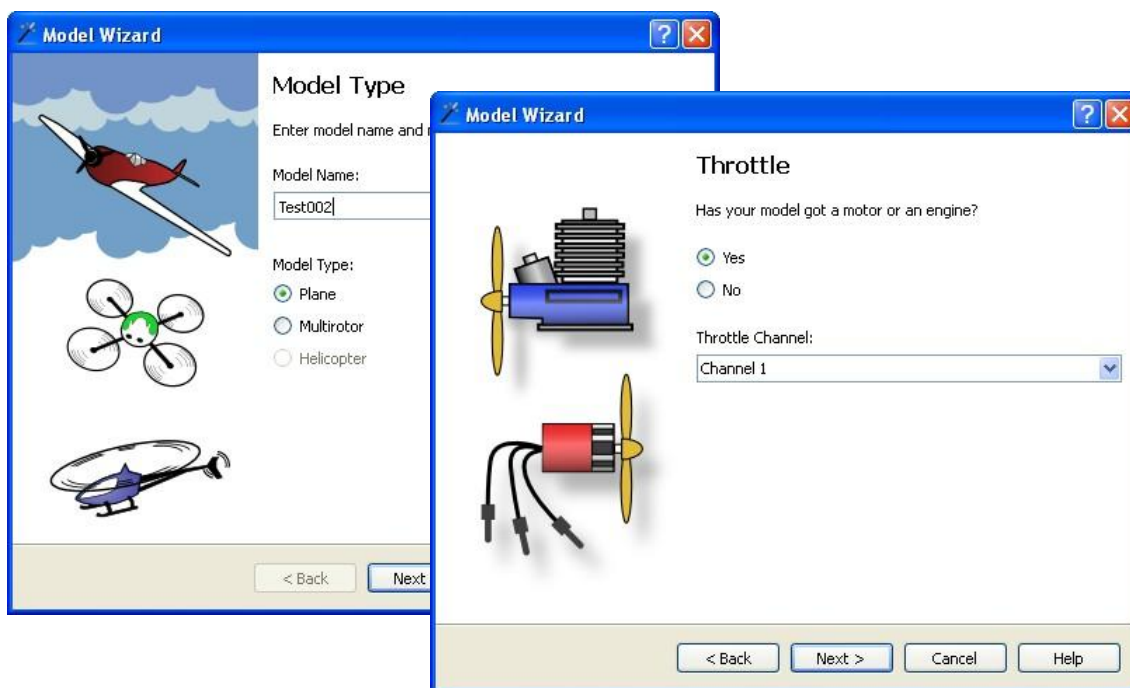 Model Wizard
Model Type
Enter model name and
Model Name:
Test002
Model Type:
Plane
Multirotor
Helicopter
< Back
Next
Model Wizard
Throttle
Has your model got a motor or an engine?
Yes
No
Throttle Channel:
Channel 1
< Back Next > Cancel Help